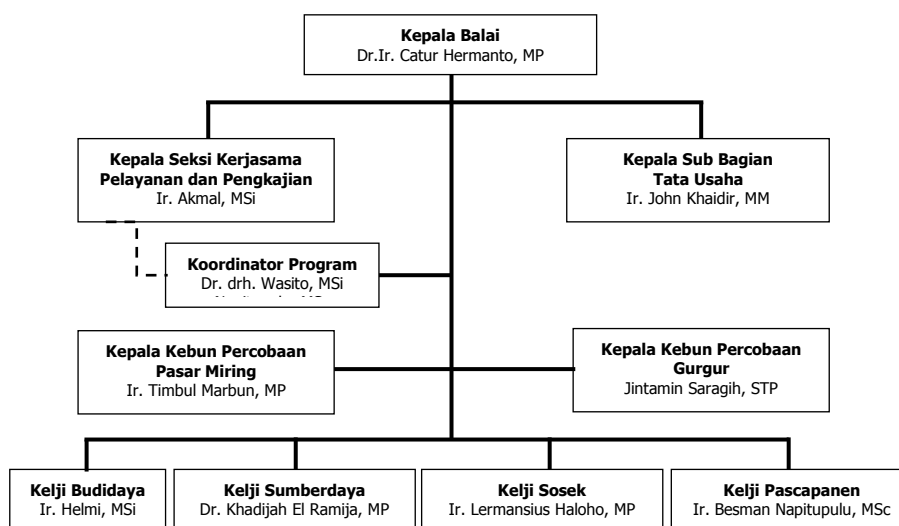 Kepala Balai
Dr.Ir. Catur Hermanto, MP
Kepala Seksi Kerjasama
Pelayanan dan Pengkajian
Ir. Akmal, MSi
Kepala Sub Bagian
Tata Usaha
Ir. John Khaidir, MM
Koordinator Program
Dr. drh. Wasito, MSi
Kepala Kebun Percobaan
Pasar Miring
Ir. Timbul Marbun, MP
Kepala Kebun Percobaan
Gurgur
Jintamin Saragih, STP
Kelji Budidaya
Ir. Helmi, MSi
Kelji Sumberdaya
Dr. Khadijah El Ramija, MP
Kelji Sosek
Ir. Lermansius Haloho, MP
Kelji Pascapanen
Ir. Besman Napitupulu, MSc